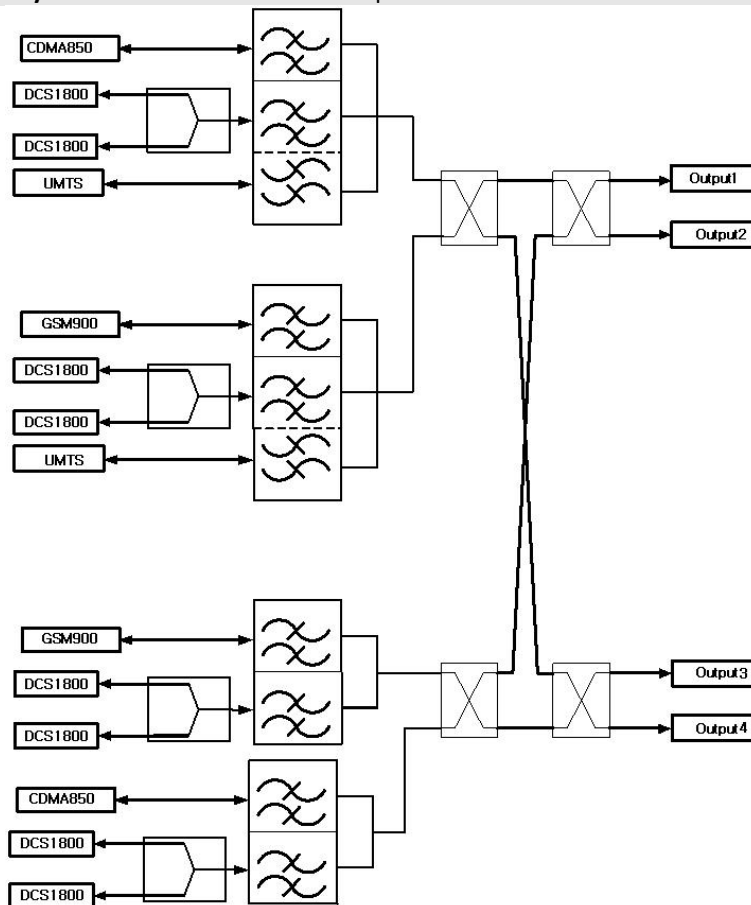 CDMA850
DCS1800
DCS1800
UMTS
Output1
Output2
GSM900
DCS1800
DCS1800
UMTS
GSM900
DCS1800
DCS1800
Output3
Output4
CDMA850
DCS1800
DCS1800